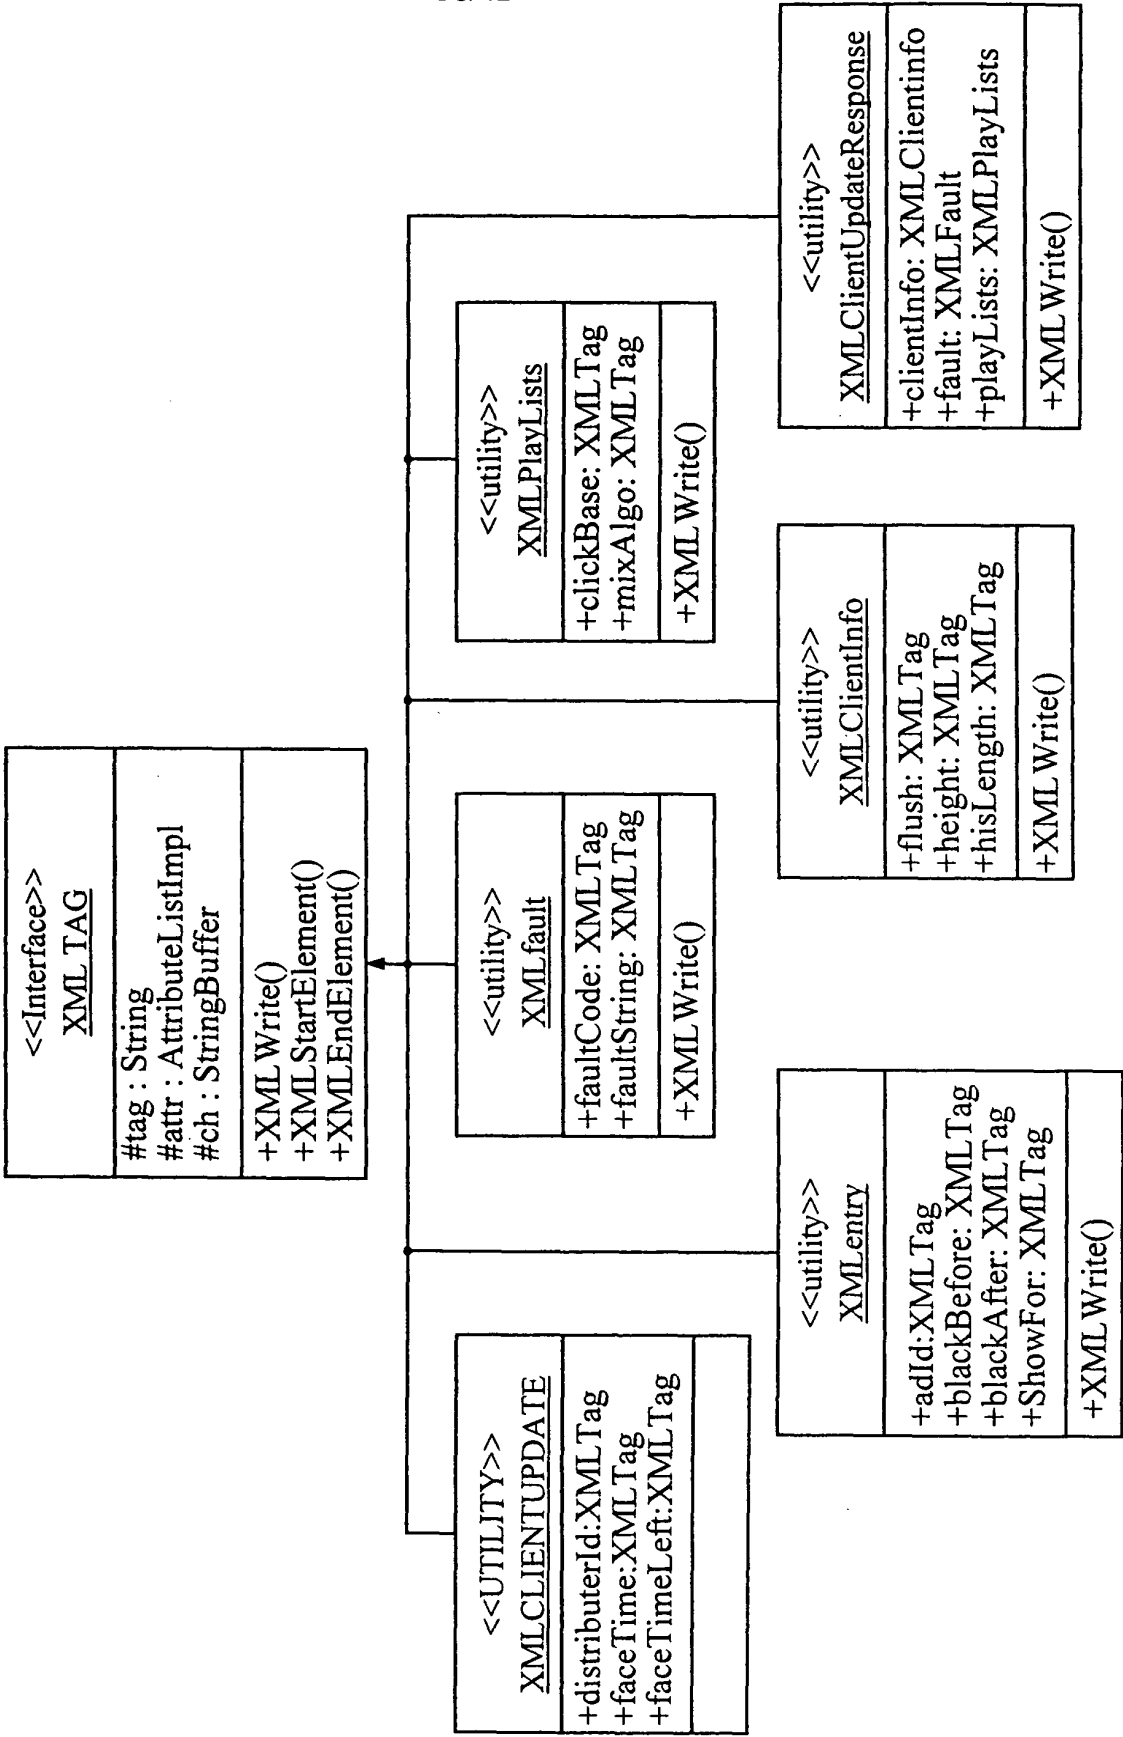 <<Interface>>
XML TAG
#tag : String
#attr : AttributeListImpl
#ch : StringBuffer
+XMLWrite()
+XMLStartElement()
+XMLEndElement()
<<UTILITY>>
XMLCLIENTUPDATE
+distributerId:XMLTag
+faceTime:XMLTag
+faceTimeLeft:XMLTag
<<utility>>
XMLfault
+faultCode: XMLTag
+faultString: XMLTag
+XMLWrite()
<<utility>>
XMLPlayLists
+clickBase: XMLTag
+mixAlgo: XMLTag
+XMLWrite()
<<utility>>
XMLentry
+adId:XMLTag
+blackBefore: XMLTag
+blackAfter: XMLTag
+ShowFor: XMLTag
+XMLWrite()
<<utility>>
XMLClientInfo
+flush: XMLTag
+height: XMLTag
+hisLength: XMLTag
+XMLWrite()
<<utility>>
XMLClientUpdateResponse
+clientInfo: XMLClientinfo
+fault: XMLFault
+playLists: XMLPlayLists
+XMLWrite()